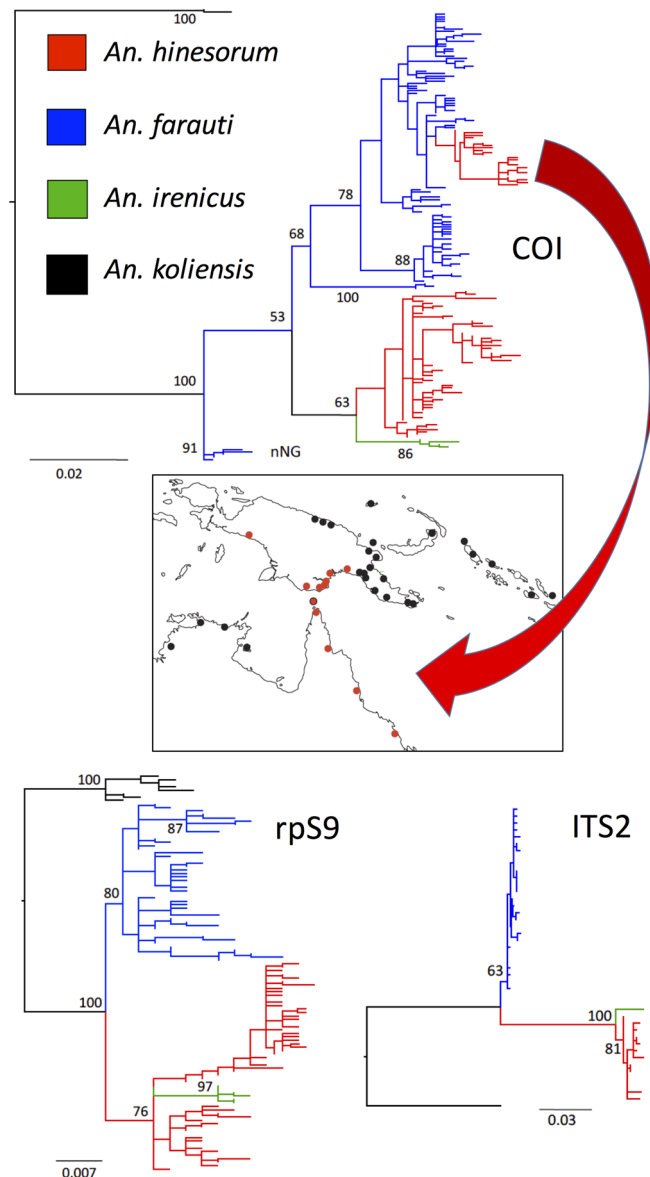 100
An. hinesorum
An. farauti
An. irenicus
An. koliensis
78
COI
88
68
100
53
63
100
86
91
nNG
0.02
100
rpS9
87
80
100
97
76
0.007
ITS2
63
100
81
0.03